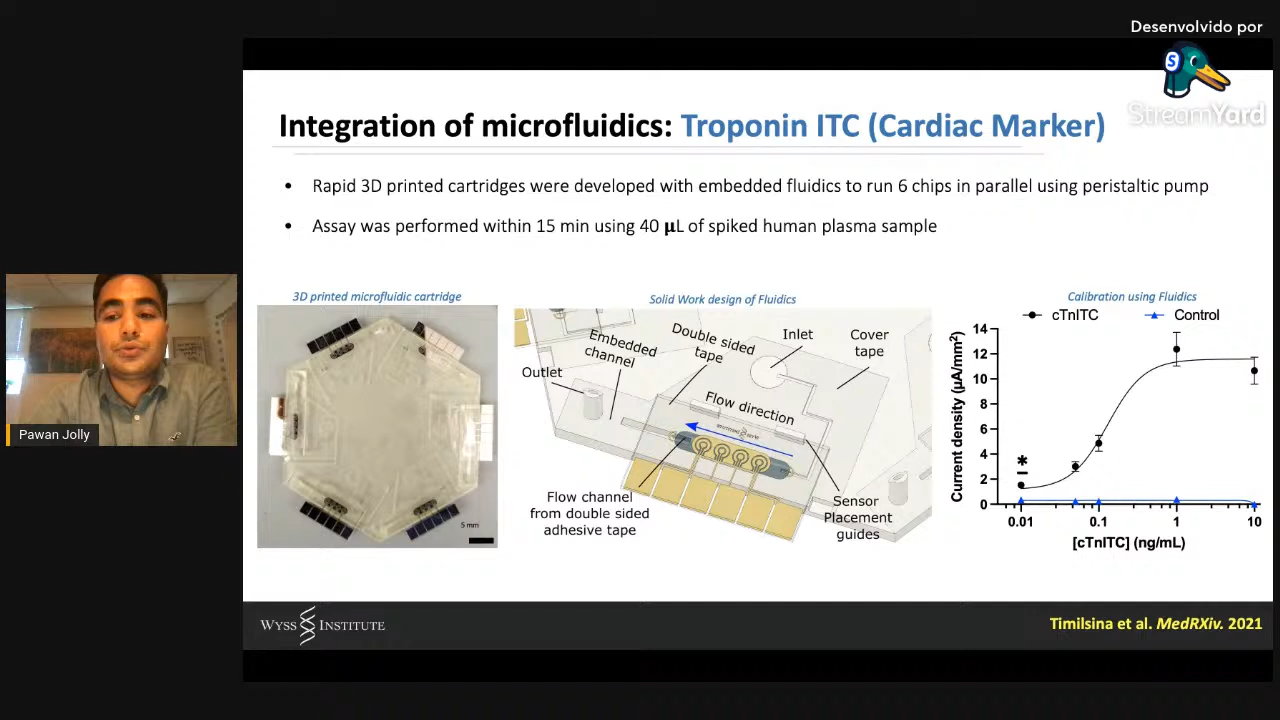 Desenvolvido por
S
StreamYard
Integration of microfluidics: Troponin ITC (Cardiac Marker)
• Rapid 3D printed cartridges were developed with embedded fluidics to run 6 chips in parallel using peristaltic pump
• Assay was performed within 15 min using 40 μL of spiked human plasma sample
3D printed microfluidic cartridge
5 mm
Solid Work design of Fluidics
Embedded
channel
Double sided
tape
Inlet
Cover
tape
Outlet
Flow direction
Flow channel
from double sided
adhesive tape
Sensor
Placement
guides
Calibration using Fluidics
cTnITC
Control
Current density (μA/mm²)
14
12
10
8
6
4
2
0
*
0.01 0.1 1 10
[cTnITC] (ng/mL)
Pawan Jolly
WYSS INSTITUTE
Timilsina et al. MedRXiv. 2021